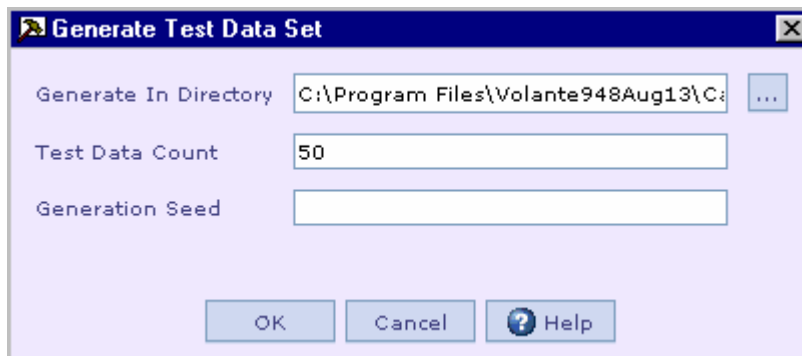 Generate Test Data Set
Generate In Directory C:\Program Files\Volante948Aug13\Ca ...
Test Data Count 50
Generation Seed
OK Cancel Help